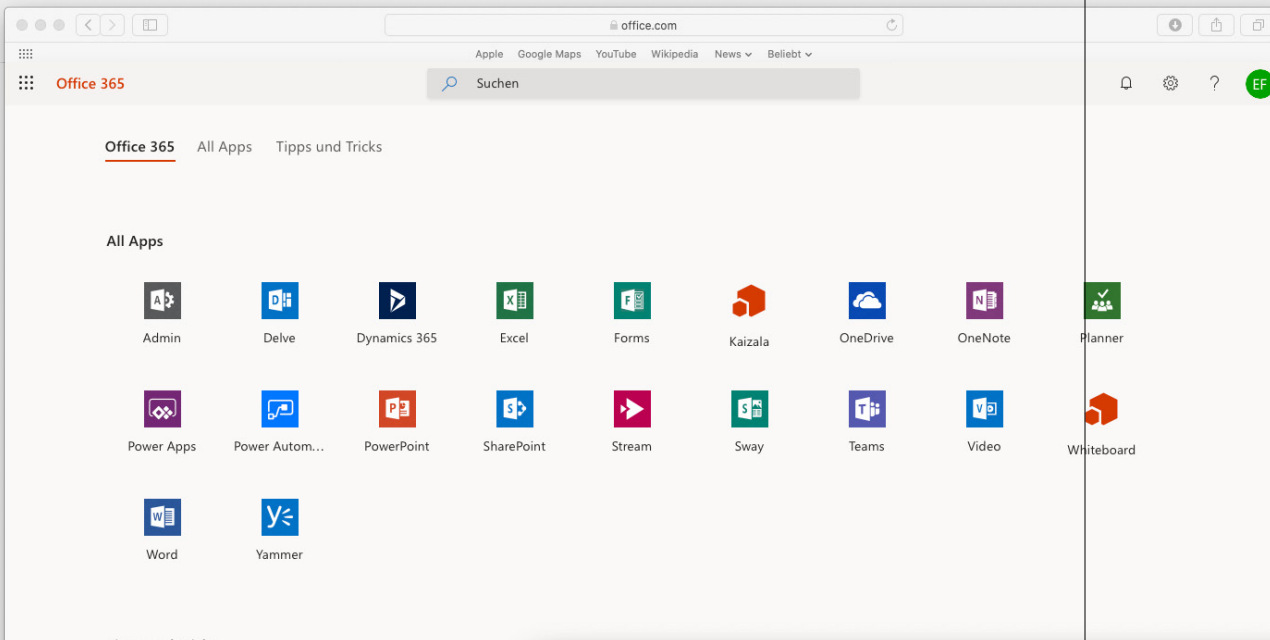 office.com
Apple Google Maps YouTube Wikipedia News Beliebt
Office 365 Suchen ? EF
Office 365 All Apps Tipps und Tricks
All Apps
Admin Delve Dynamics 365 Excel Forms Kaizala OneDrive OneNote Planner
Power Apps Power Autom... PowerPoint SharePoint Stream Sway Teams Video Whiteboard
Word Yammer